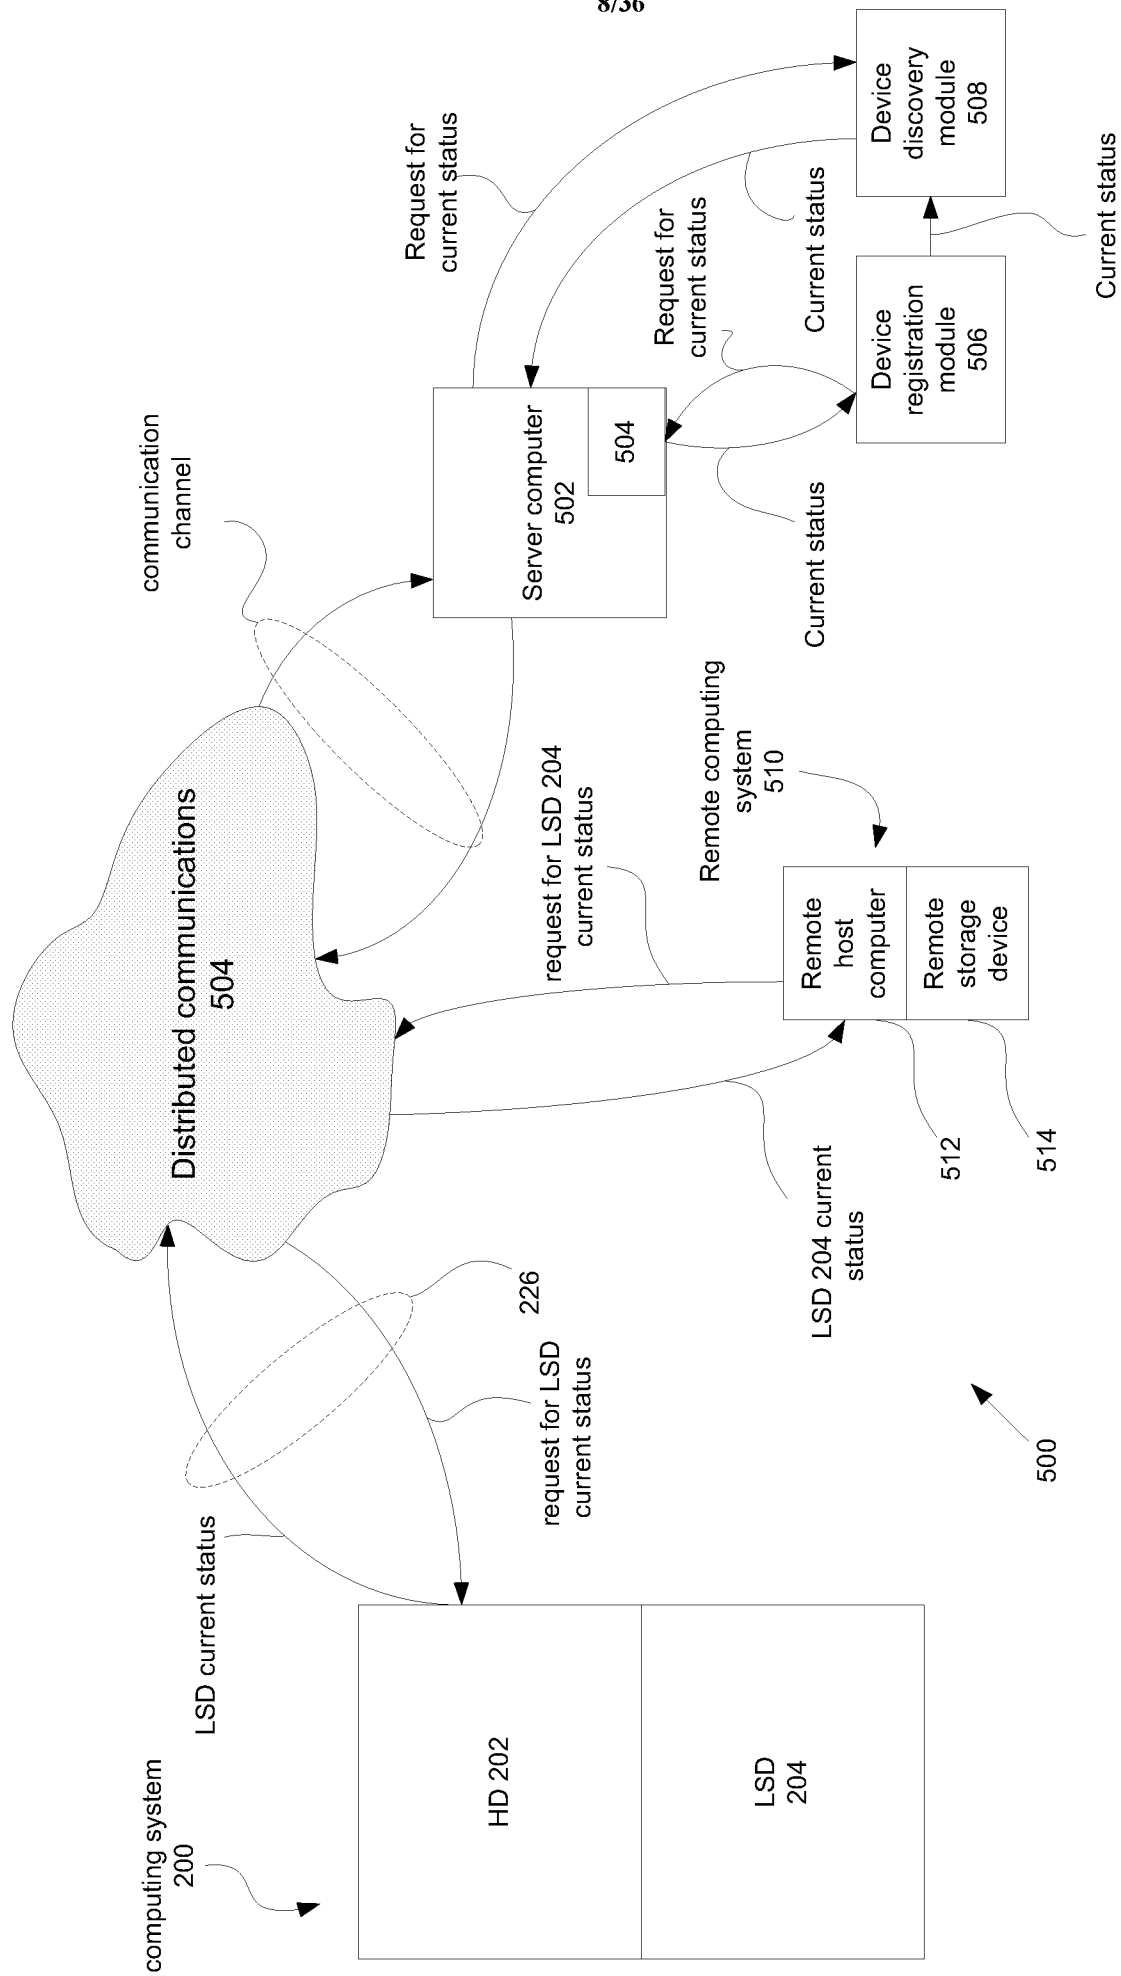 8/36
computing system
200
LSD current status
Distributed communications
504
communication
channel
Request for
current status
HD 202
LSD
204
226
request for LSD
current status
request for LSD 204
current status
Server computer
502
504
Request for
current status
Current status
Current status
Remote computing
system
510
Remote
host
computer
Remote
storage
device
512
514
LSD 204 current
status
Device
registration
module
506
Device
discovery
module
508
Current status
500